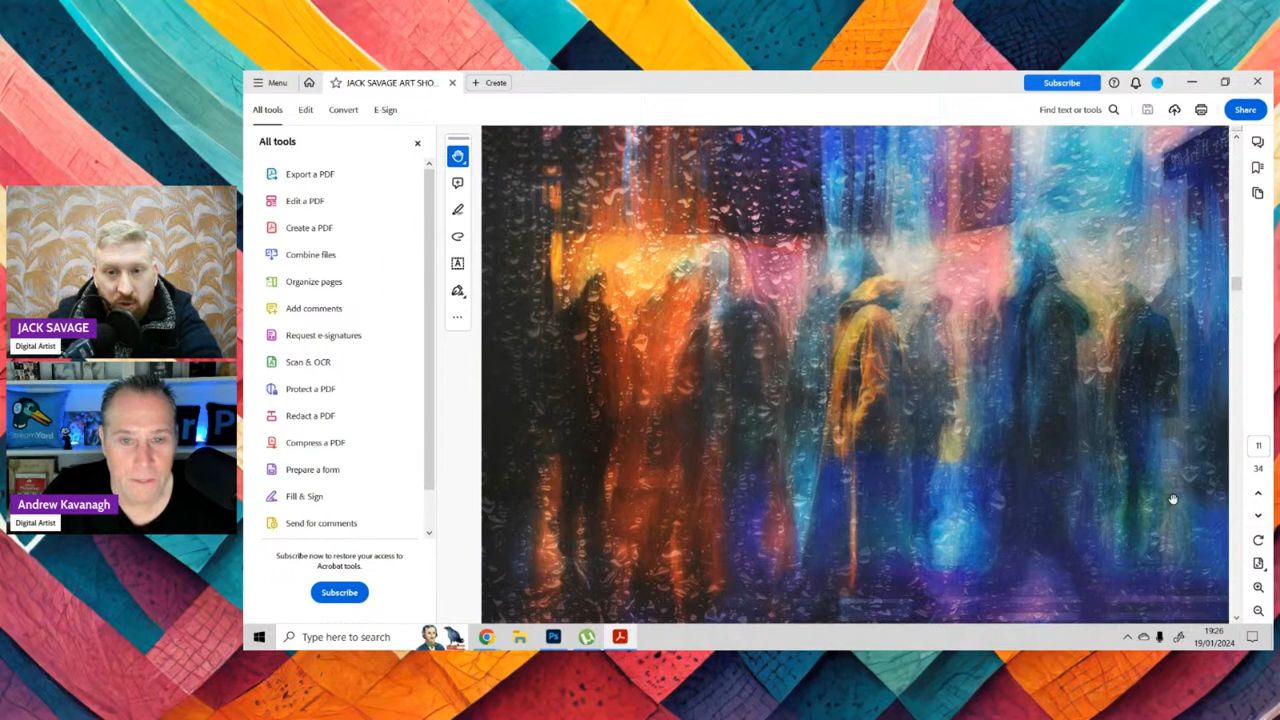 Menu
JACK SAVAGE ART SHO...
Create
Subscribe
All tools
Edit
Convert
E-Sign
Find text or tools
Share
All tools
Export a PDF
Edit a PDF
Create a PDF
Combine files
Organize pages
Add comments
Request e-signatures
Scan & OCR
Protect a PDF
Redact a PDF
Compress a PDF
Prepare a form
Fill & Sign
Send for comments
Subscribe now to restore your access to
Acrobat tools.
Subscribe
11
34
JACK SAVAGE
Digital Artist
StreamYard
Andrew Kavanagh
Digital Artist
Type here to search
Ps
19:26
19/01/2024